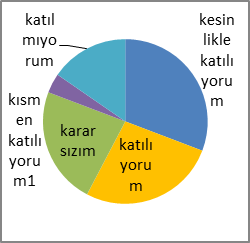 katıl
mıyo
rum
kesin
likle
katılı
yoru
m
kısm
en
katılı
yoru
m1
karar
sızım
katılı
yoru
m